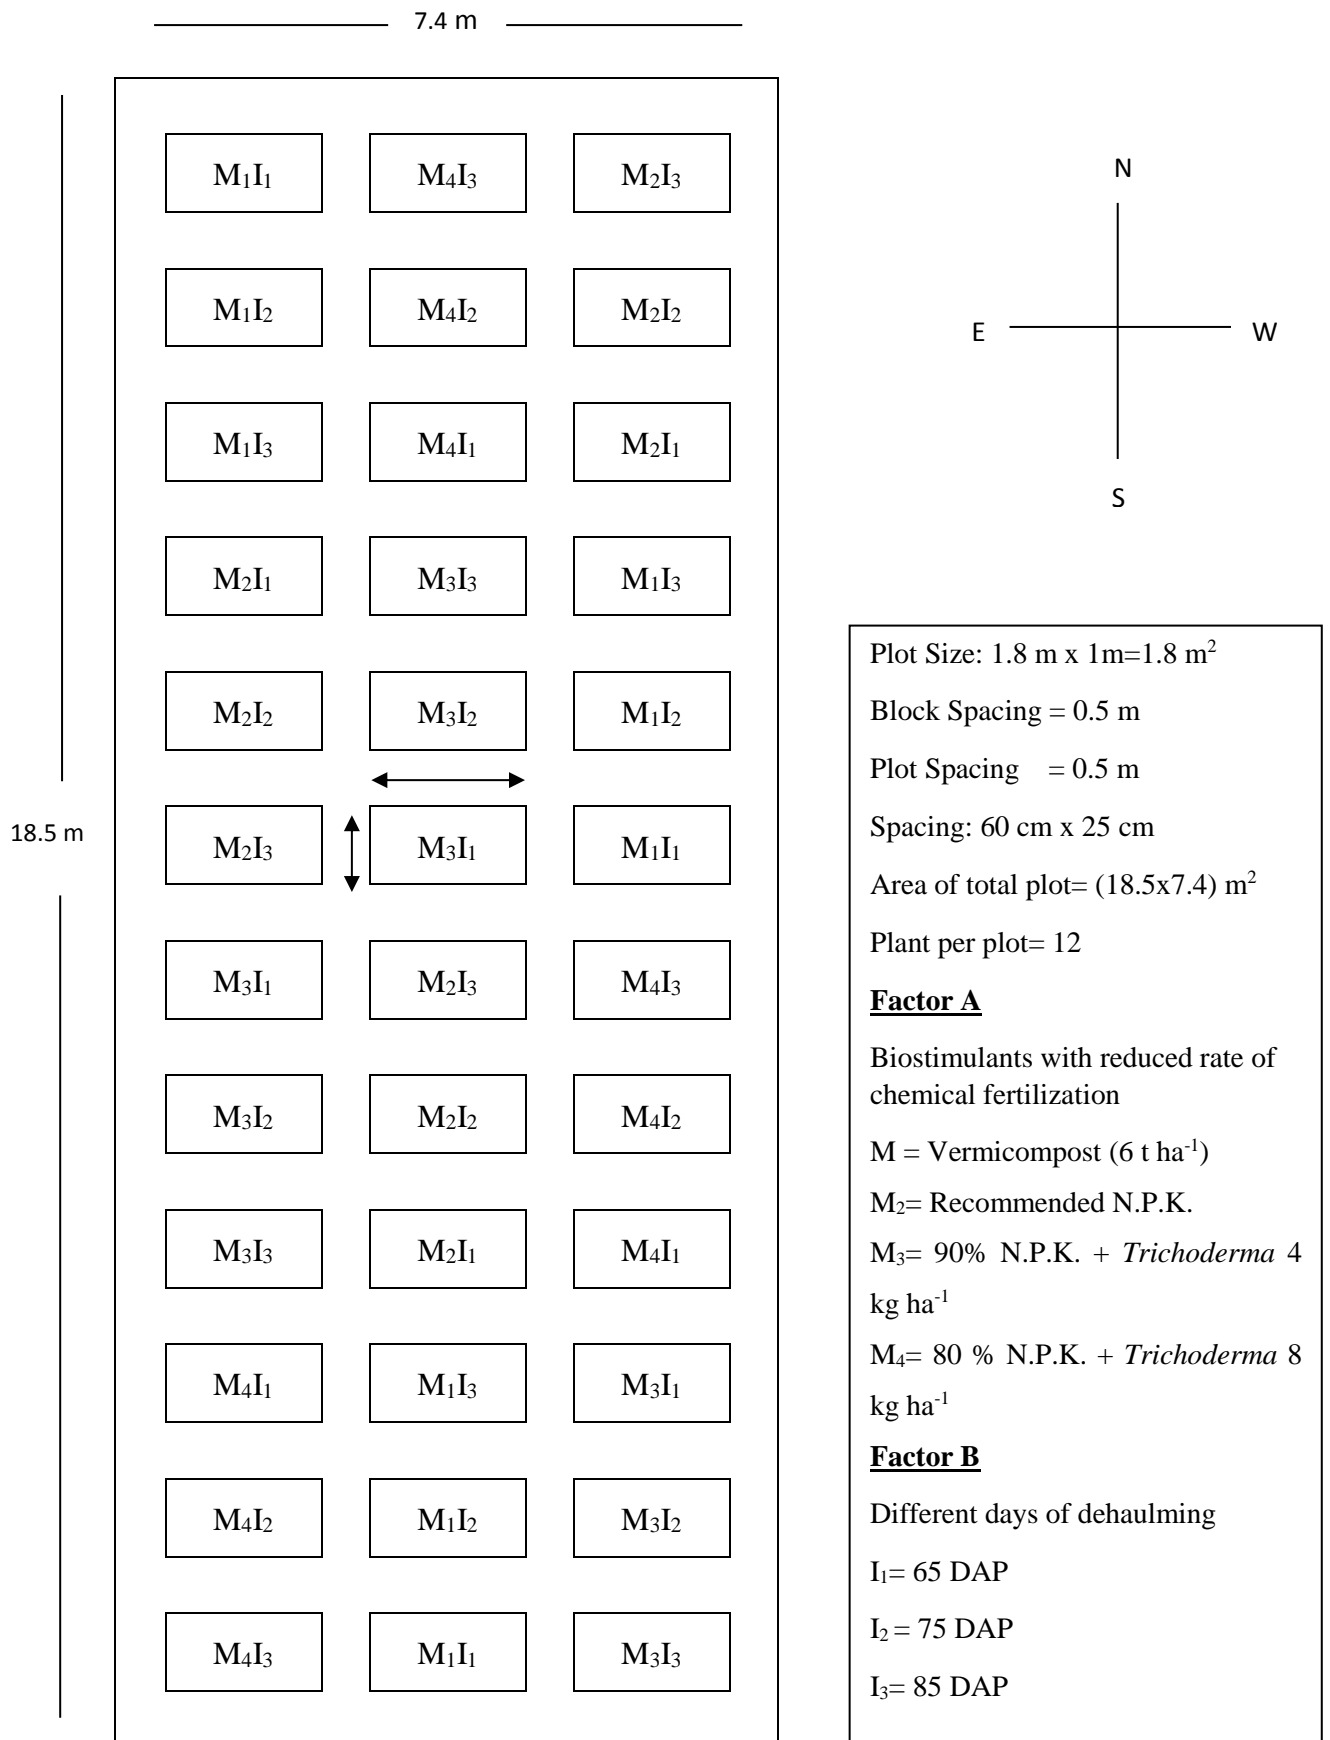 7.4 m
M₁I₁ M₄I₃ M₂I₃
N
M₁I₂ M₄I₂ M₂I₂
E W
M₁I₃ M₄I₁ M₂I₁
S
M₂I₁ M₃I₃ M₁I₃
M₂I₂ M₃I₂ M₁I₂
18.5 m
M₂I₃ M₃I₁ M₁I₁
M₃I₁ M₂I₃ M₄I₃
M₃I₂ M₂I₂ M₄I₂
M₃I₃ M₂I₁ M₄I₁
M₄I₁ M₁I₃ M₃I₁
M₄I₂ M₁I₂ M₃I₂
M₄I₃ M₁I₁ M₃I₃
Plot Size: 1.8 m x 1m=1.8 m²
Block Spacing = 0.5 m
Plot Spacing = 0.5 m
Spacing: 60 cm x 25 cm
Area of total plot= (18.5x7.4) m²
Plant per plot= 12
Factor A
Biostimulants with reduced rate of
chemical fertilization
M = Vermicompost (6 t ha⁻¹)
M₂= Recommended N.P.K.
M₃= 90% N.P.K. + Trichoderma 4
kg ha⁻¹
M₄= 80 % N.P.K. + Trichoderma 8
kg ha⁻¹
Factor B
Different days of dehaulming
I₁= 65 DAP
I₂ = 75 DAP
I₃= 85 DAP